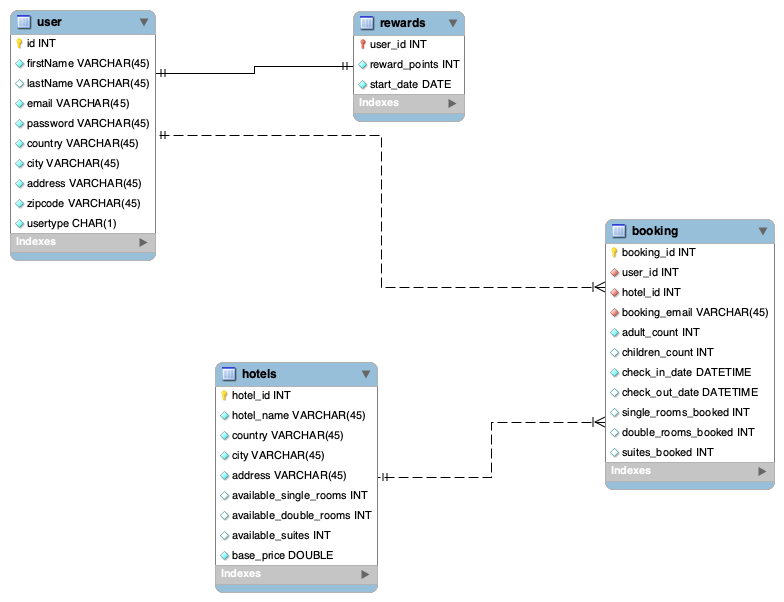 user
id INT
firstName VARCHAR(45)
lastName VARCHAR(45)
email VARCHAR(45)
password VARCHAR(45)
country VARCHAR(45)
city VARCHAR(45)
address VARCHAR(45)
zipcode VARCHAR(45)
usertype CHAR(1)
Indexes
rewards
user_id INT
reward_points INT
start_date DATE
Indexes
booking
booking_id INT
user_id INT
hotel_id INT
booking_email VARCHAR(45)
adult_count INT
children_count INT
check_in_date DATETIME
check_out_date DATETIME
single_rooms_booked INT
double_rooms_booked INT
suites_booked INT
Indexes
hotels
hotel_id INT
hotel_name VARCHAR(45)
country VARCHAR(45)
city VARCHAR(45)
address VARCHAR(45)
available_single_rooms INT
available_double_rooms INT
available_suites INT
base_price DOUBLE
Indexes